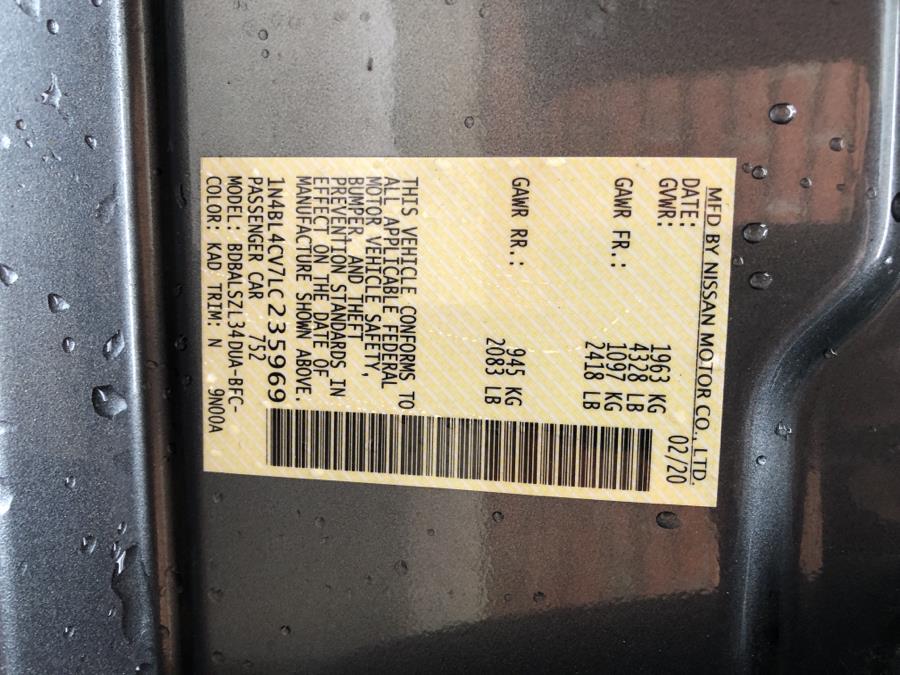 MFD BY NISSAN MOTOR CO., LTD.
DATE: 02/20
GVWR: 1963 KG
4328 LB
GAWR FR.: 1097 KG
2418 LB
GAWR RR.: 945 KG
2083 LB
THIS VEHICLE CONFORMS TO
ALL APPLICABLE FEDERAL
MOTOR VEHICLE SAFETY,
BUMPER AND THEFT
PREVENTION STANDARDS IN
EFFECT ON THE DATE OF
MANUFACTURE SHOWN ABOVE.
1N4BL4CV7LC235969
PASSENGER CAR 752
MODEL: BDBALSZL34DUA-BFC-
COLOR: KAD TRIM: N 9N00A